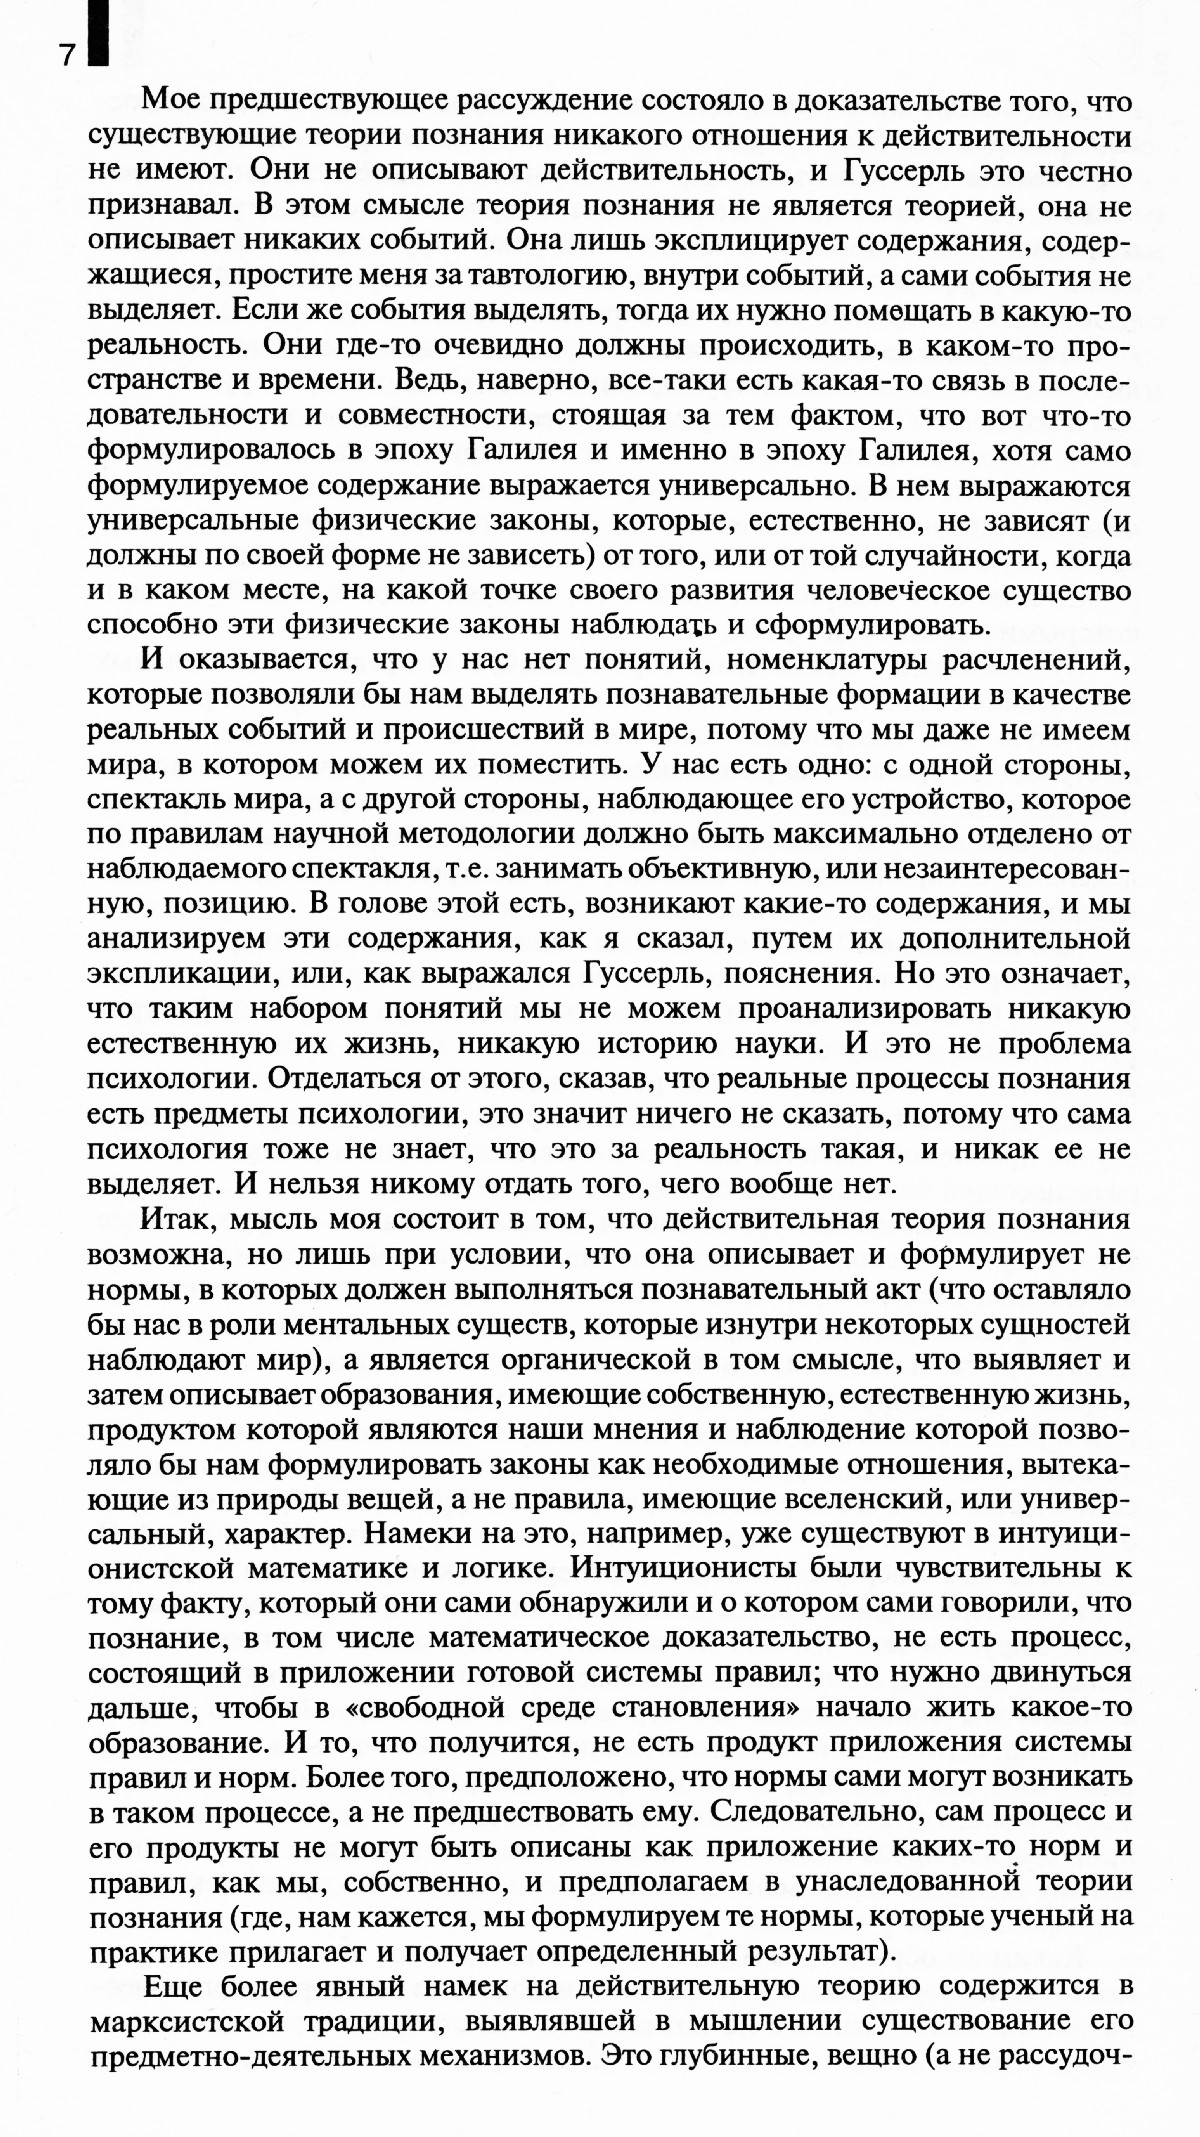 7
Мое предшествующее рассуждение состояло в доказательстве того, что
существующие теории познания никакого отношения к действительности
не имеют. Они не описывают действительность, и Гуссерль это честно
признавал. В этом смысле теория познания не является теорией, она не
описывает никаких событий. Она лишь эксплицирует содержания, содер-
жащиеся, простите меня за тавтологию, внутри событий, а сами события не
выделяет. Если же события выделять, тогда их нужно помещать в какую-то
реальность. Они где-то очевидно должны происходить, в каком-то про-
странстве и времени. Ведь, наверно, все-таки есть какая-то связь в после-
довательности и совместности, стоящая за тем фактом, что вот что-то
формулировалось в эпоху Галилея и именно в эпоху Галилея, хотя само
формулируемое содержание выражается универсально. В нем выражаются
универсальные физические законы, которые, естественно, не зависят (и
должны по своей форме не зависеть) от того, или от той случайности, когда
и в каком месте, на какой точке своего развития человеческое существо
способно эти физические законы наблюдать и сформулировать.
И оказывается, что у нас нет понятий, номенклатуры расчленений,
которые позволяли бы нам выделять познавательные формации в качестве
реальных событий и происшествий в мире, потому что мы даже не имеем
мира, в котором можем их поместить. У нас есть одно: с одной стороны,
спектакль мира, а с другой стороны, наблюдающее его устройство, которое
по правилам научной методологии должно быть максимально отделено от
наблюдаемого спектакля, т.е. занимать объективную, или незаинтересован-
ную, позицию. В голове этой есть, возникают какие-то содержания, и мы
анализируем эти содержания, как я сказал, путем их дополнительной
экспликации, или, как выражался Гуссерль, пояснения. Но это означает,
что таким набором понятий мы не можем проанализировать никакую
естественную их жизнь, никакую историю науки. И это не проблема
психологии. Отделаться от этого, сказав, что реальные процессы познания
есть предметы психологии, это значит ничего не сказать, потому что сама
психология тоже не знает, что это за реальность такая, и никак ее не
выделяет. И нельзя никому отдать того, чего вообще нет.
Итак, мысль моя состоит в том, что действительная теория познания
возможна, но лишь при условии, что она описывает и формулирует не
нормы, в которых должен выполняться познавательный акт (что оставляло
бы нас в роли ментальных существ, которые изнутри некоторых сущностей
наблюдают мир), а является органической в том смысле, что выявляет и
затем описывает образования, имеющие собственную, естественную жизнь,
продуктом которой являются наши мнения и наблюдение которой позво-
ляло бы нам формулировать законы как необходимые отношения, вытека-
ющие из природы вещей, а не правила, имеющие вселенский, или универ-
сальный, характер. Намеки на это, например, уже существуют в интуици-
онистской математике и логике. Интуиционисты были чувствительны к
тому факту, который они сами обнаружили и о котором сами говорили, что
познание, в том числе математическое доказательство, не есть процесс,
состоящий в приложении готовой системы правил; что нужно двинуться
дальше, чтобы в «свободной среде становления» начало жить какое-то
образование. И то, что получится, не есть продукт приложения системы
правил и норм. Более того, предположено, что нормы сами могут возникать
в таком процессе, а не предшествовать ему. Следовательно, сам процесс и
его продукты не могут быть описаны как приложение каких-то норм и
правил, как мы, собственно, и предполагаем в унаследованной теории
познания (где, нам кажется, мы формулируем те нормы, которые ученый на
практике прилагает и получает определенный результат).
Еще более явный намек на действительную теорию содержится в
марксистской традиции, выявлявшей в мышлении существование его
предметно-деятельных механизмов. Это глубинные, вещно (а не рассудоч-